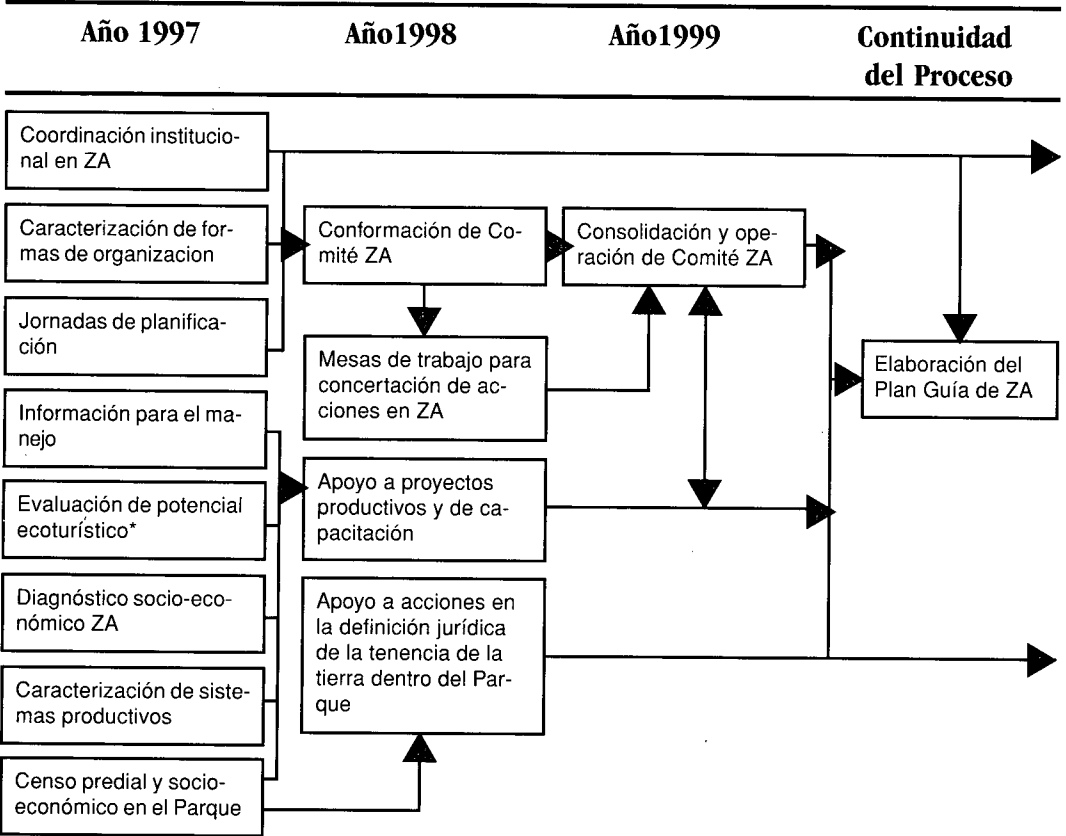 Año 1997
Año1998
Año1999
Continuidad
del Proceso
Coordinación institucio-
nal en ZA
Caracterización de for-
mas de organizacion
Jornadas de planifica-
ción
Información para el ma-
nejo
Evaluación de potencial
ecoturístico*
Diagnóstico socio-eco-
nómico ZA
Caracterización de siste-
mas productivos
Censo predial y socio-
económico en el Parque
Conformación de Co-
mité ZA
Mesas de trabajo para
concertación de ac-
ciones en ZA
Apoyo a proyectos
productivos y de ca-
pacitación
Apoyo a acciones en
la definición jurídica
de la tenencia de la
tierra dentro del Par-
que
Consolidación y ope-
ración de Comité ZA
Elaboración del
Plan Guía de ZA